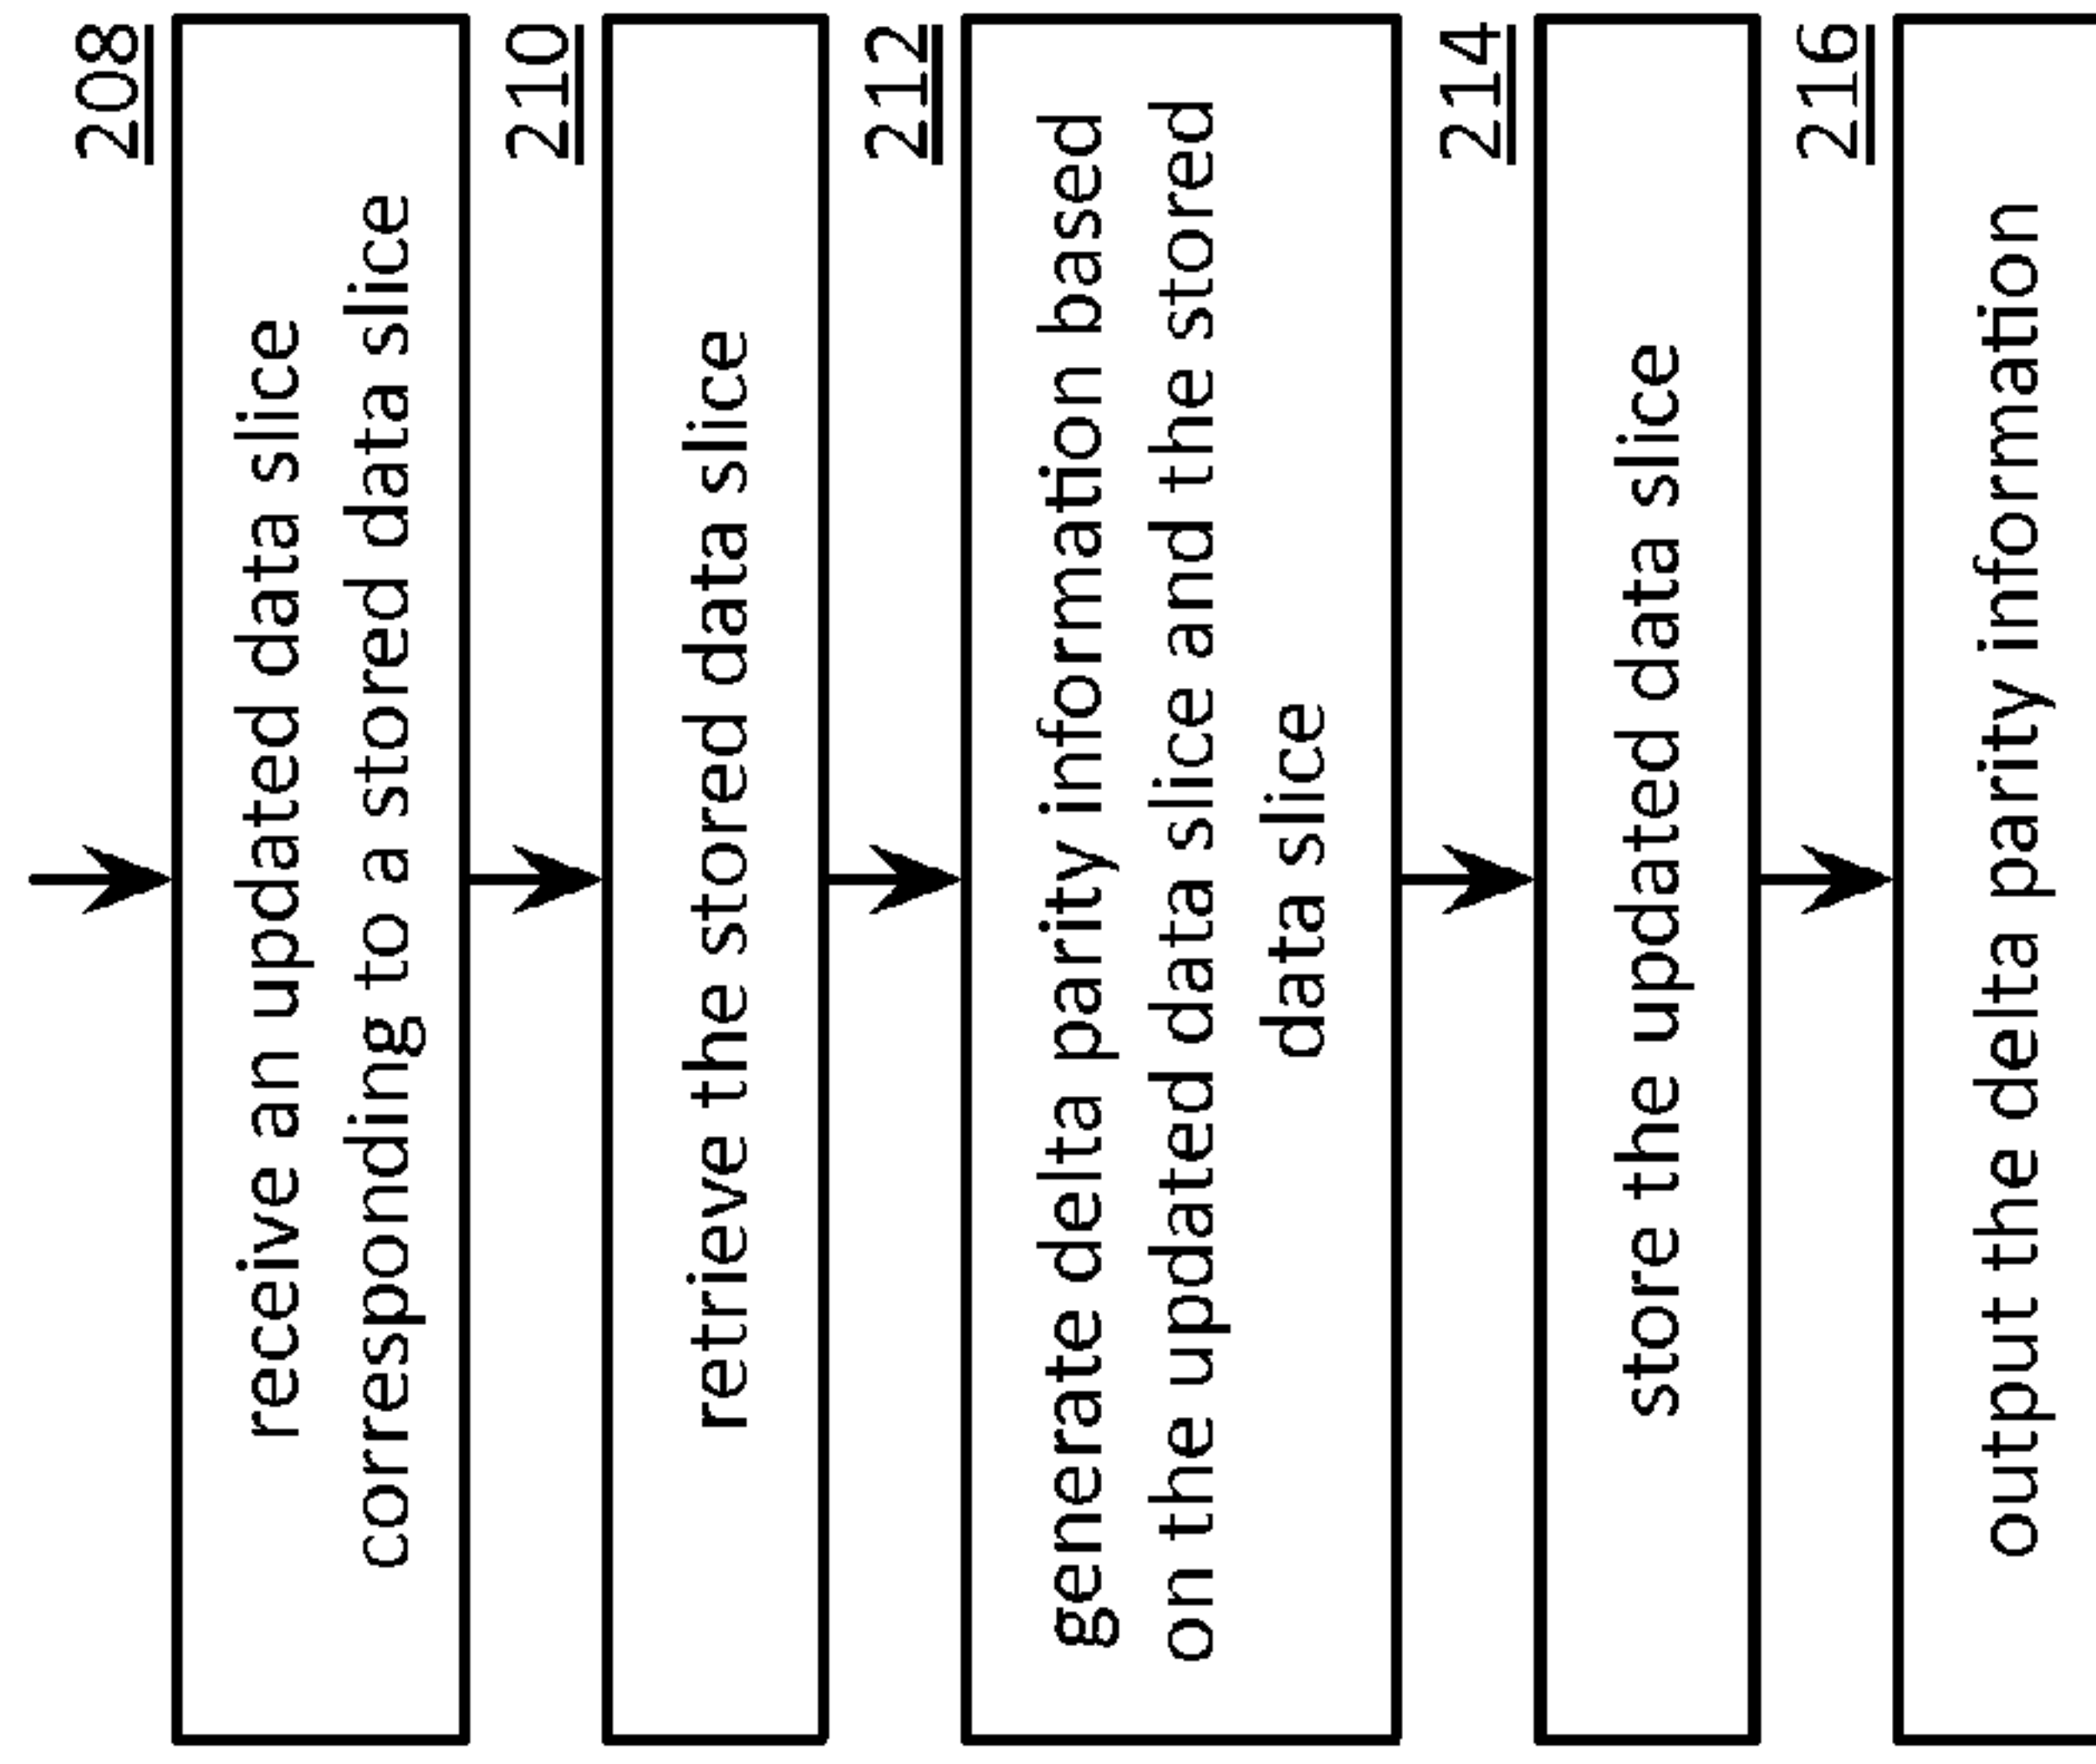 208
receive an updated data slice
corresponding to a stored data slice
210
retrieve the stored data slice
212
generate delta parity information based
on the updated data slice and the stored
data slice
214
store the updated data slice
216
output the delta parity information